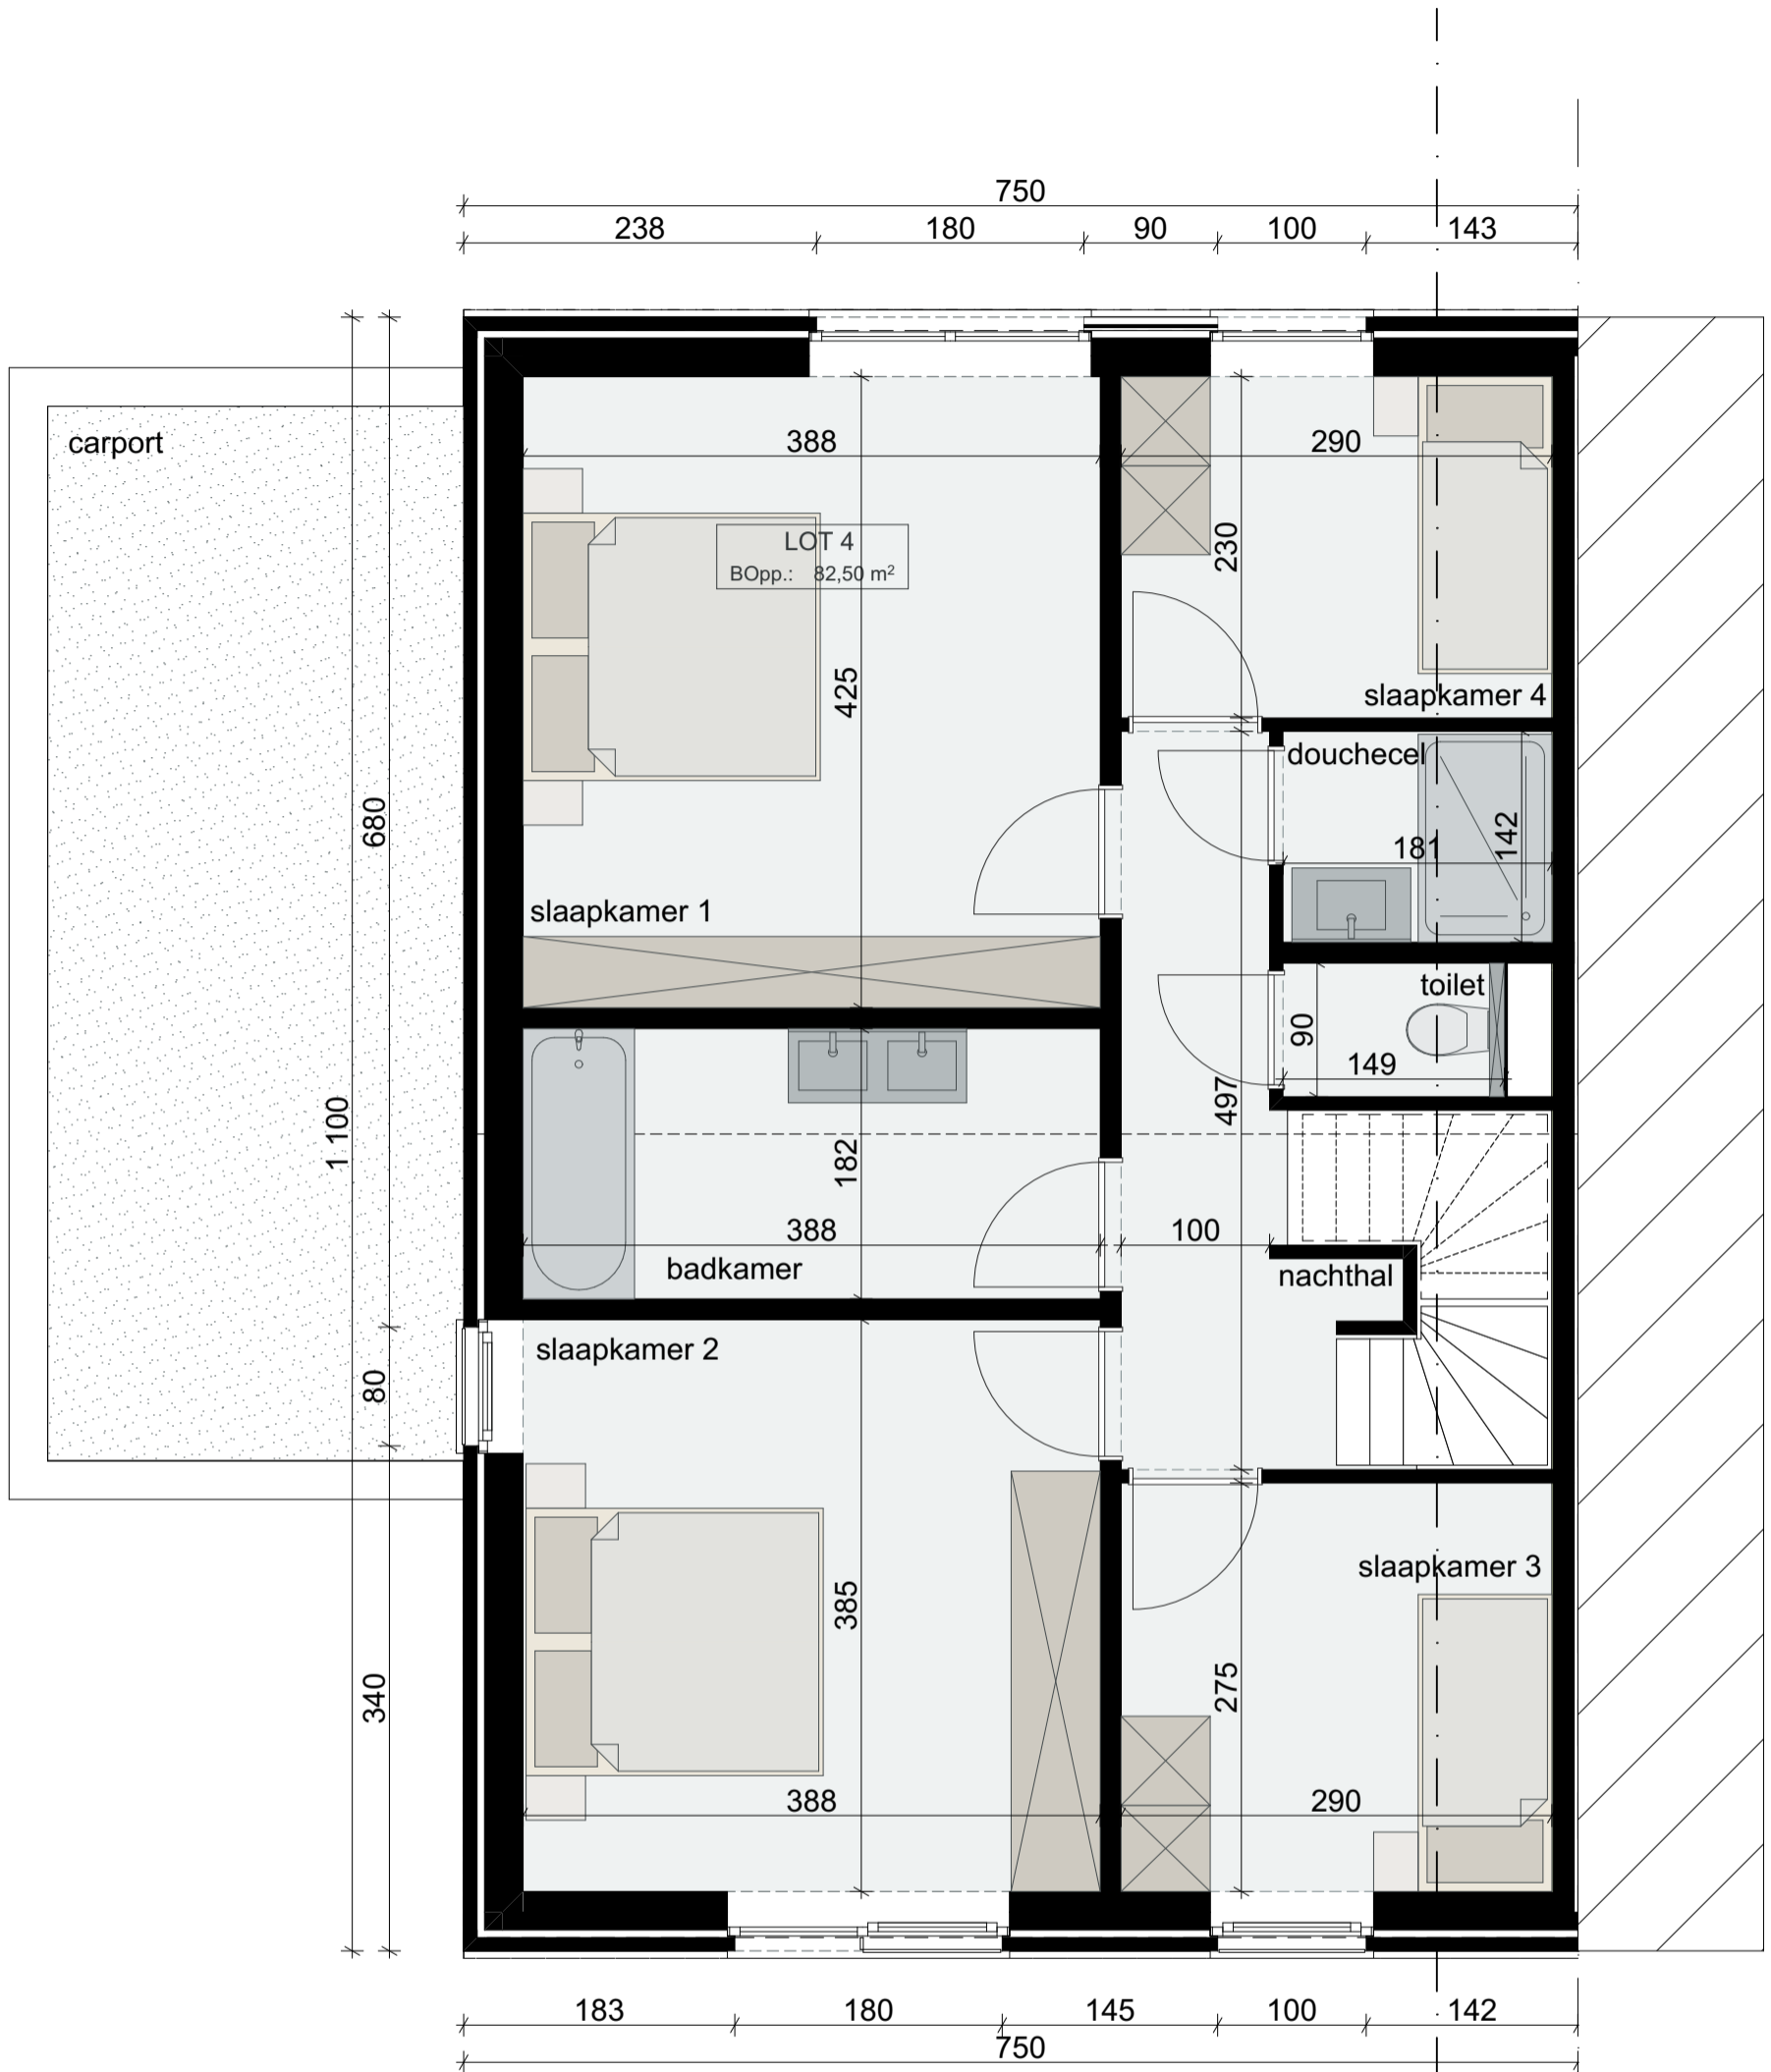 750
238 180 90 100 143
carport
388 290
LOT 4
BOpp.: 82,50 m²
230
425
slaapkamer 4
680
douchecel
142
181
slaapkamer 1
toilet
90
149
497
1 100
182
388 100
badkamer
nachthal
slaapkamer 2
80
slaapkamer 3
385
275
340
388 290
183 180 145 100 142
750